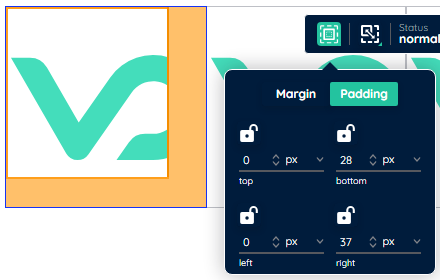 Status
normal
Margin Padding
0 px 28 px
top bottom
0 px 37 px
left right